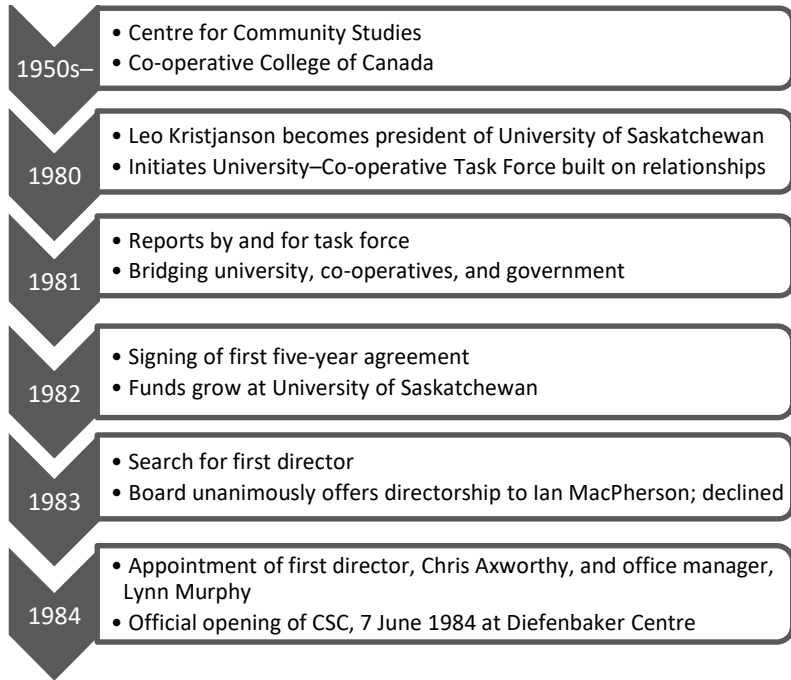 1950s–
• Centre for Community Studies
• Co-operative College of Canada
1980
• Leo Kristjanson becomes president of University of Saskatchewan
• Initiates University–Co-operative Task Force built on relationships
1981
• Reports by and for task force
• Bridging university, co-operatives, and government
1982
• Signing of first five-year agreement
• Funds grow at University of Saskatchewan
1983
• Search for first director
• Board unanimously offers directorship to Ian MacPherson; declined
1984
• Appointment of first director, Chris Axworthy, and office manager,
Lynn Murphy
• Official opening of CSC, 7 June 1984 at Diefenbaker Centre